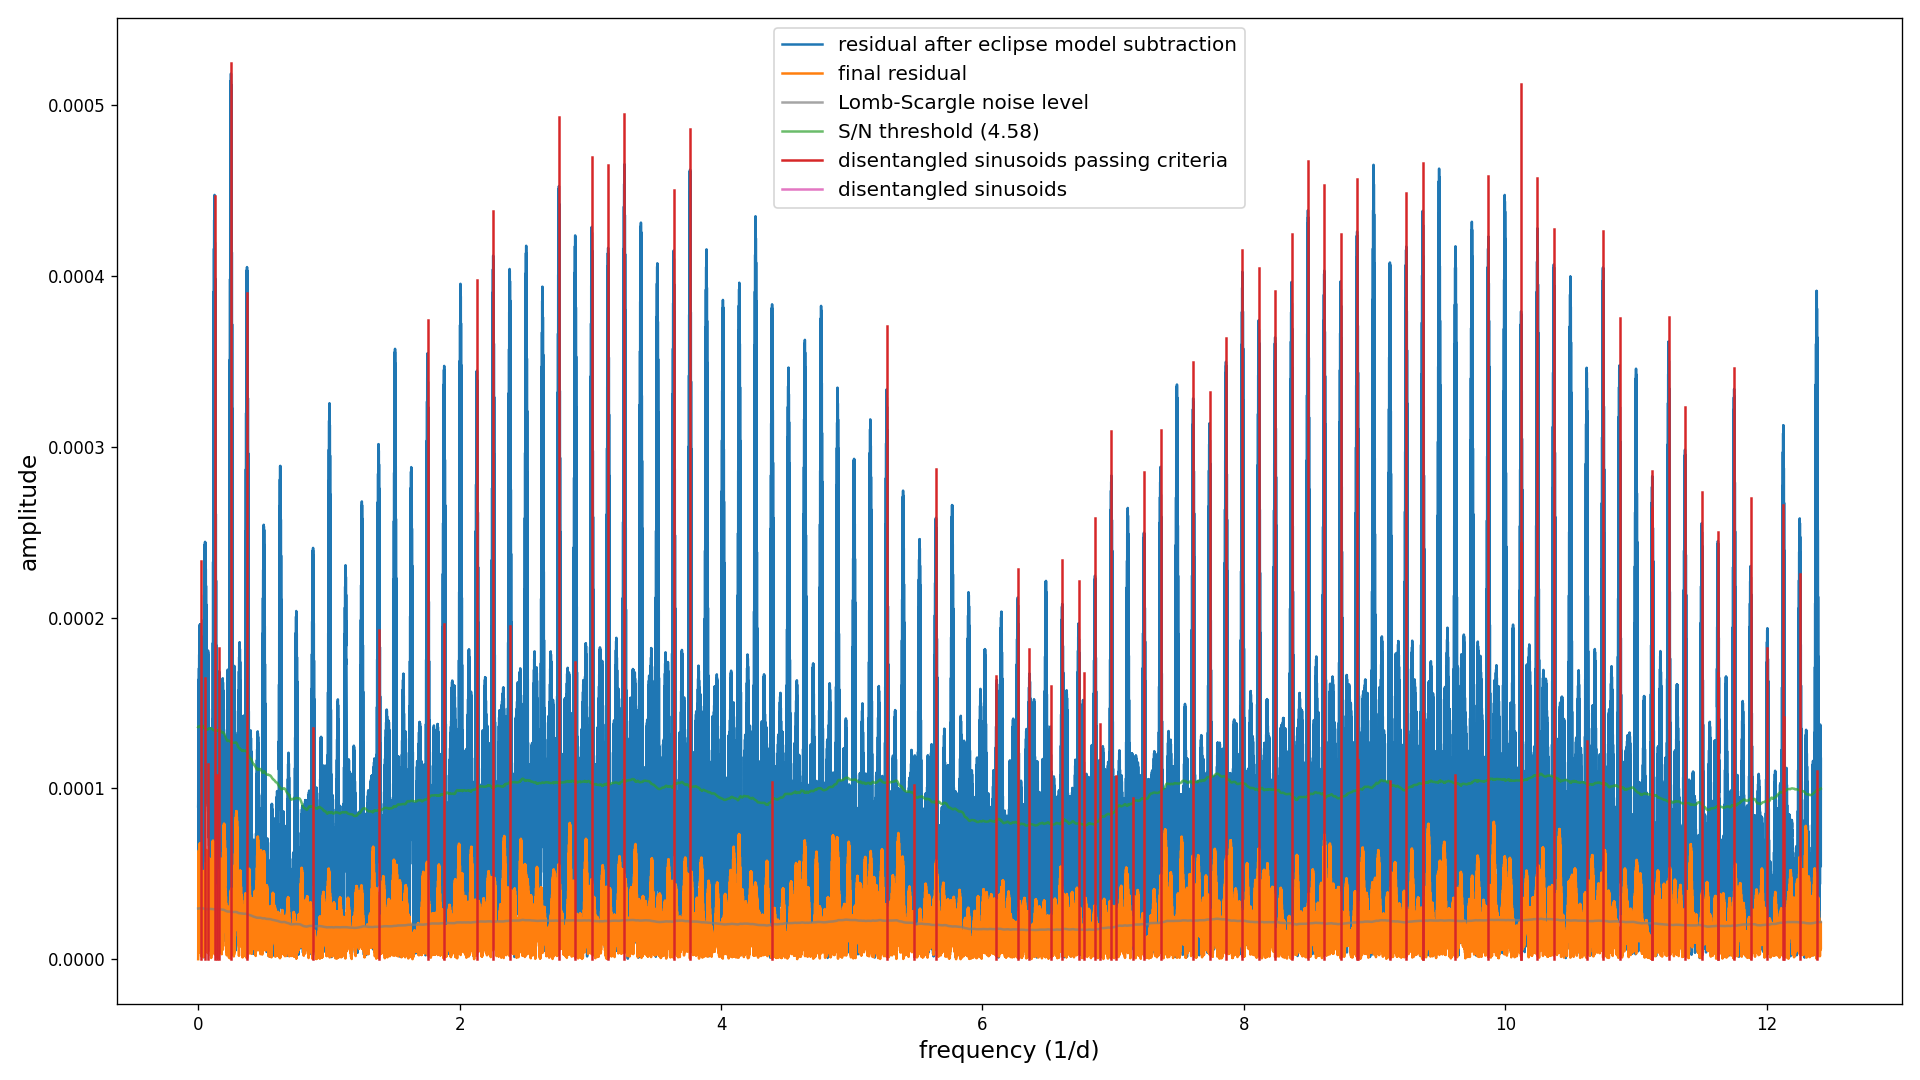 residual after eclipse model subtraction
final residual
Lomb-Scargle noise level
S/N threshold (4.58)
disentangled sinusoids passing criteria
disentangled sinusoids
amplitude
0.0005
0.0004
0.0003
0.0002
0.0001
0.0000
0 2 4 6 8 10 12
frequency (1/d)